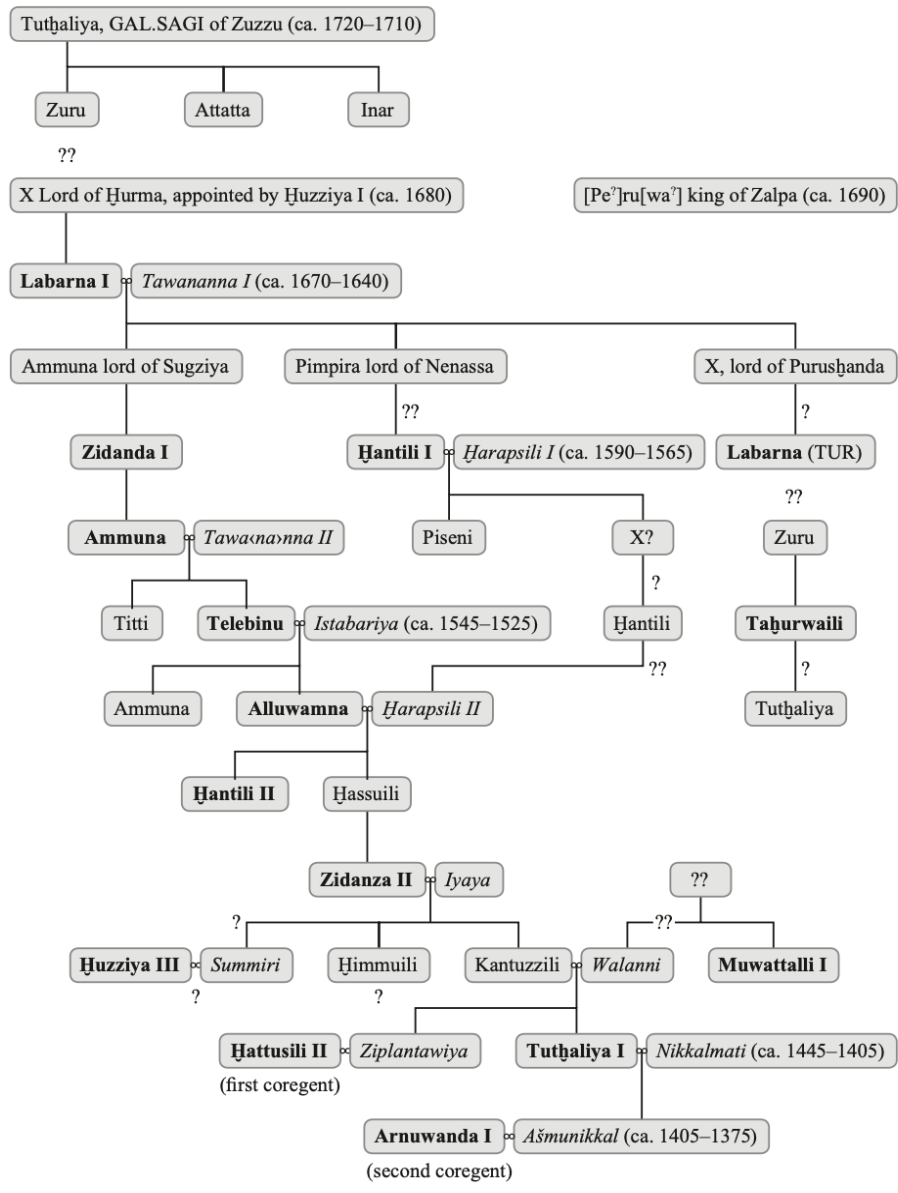 Tutḫaliya, GAL.SAGI of Zuzzu (ca. 1720–1710)
Zuru
Attatta
Inar
??
X Lord of Ḫurma, appointed by Ḫuzziya I (ca. 1680)
[Pe?]ru[wa?] king of Zalpa (ca. 1690)
Labarna I
∞
Tawananna I (ca. 1670–1640)
Ammuna lord of Sugziya
Pimpira lord of Nenassa
X, lord of Purusḫanda
??
?
Zidanda I
Ḫantili I
∞
Ḫarapsili I (ca. 1590–1565)
Labarna (TUR)
??
Ammuna
∞
Tawa‹na›nna II
Piseni
X?
Zuru
?
Titti
Telebinu
∞
Istabariya (ca. 1545–1525)
Ḫantili
Taḫurwaili
??
?
Ammuna
Alluwamna
∞
Ḫarapsili II
Tutḫaliya
Ḫantili II
Ḫassuili
Zidanza II
∞
Iyaya
??
?
??
Ḫuzziya III
∞
Summiri
Ḫimmuili
Kantuzzili
∞
Walanni
Muwattalli I
?
?
Ḫattusili II
∞
Ziplantawiya
Tutḫaliya I
∞
Nikkalmati (ca. 1445–1405)
(first coregent)
Arnuwanda I
∞
Ašmunikkal (ca. 1405–1375)
(second coregent)